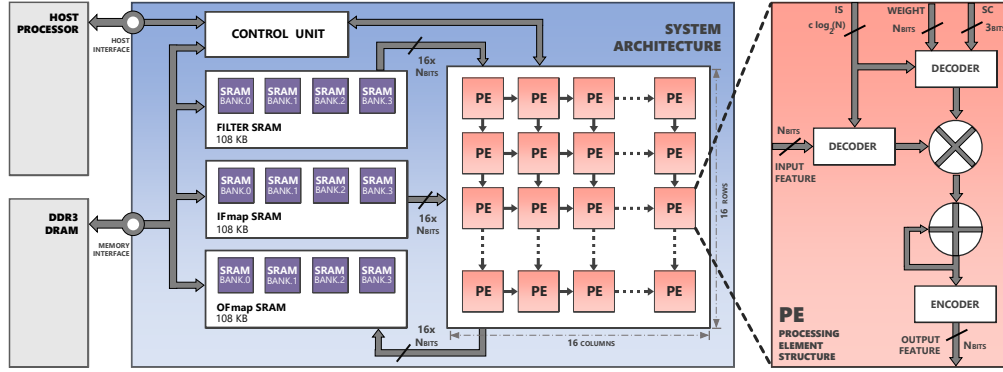 HOST
PROCESSOR
HOST
INTERFACE
DDR3
DRAM
MEMORY
INTERFACE
CONTROL UNIT
SYSTEM
ARCHITECTURE
16x
NBITS
SRAM SRAM SRAM SRAM
BANK.0 BANK.1 BANK.2 BANK.3
FILTER SRAM
108 KB
SRAM SRAM SRAM SRAM
BANK.0 BANK.1 BANK.2 BANK.3
IFmap SRAM
108 KB
16x
NBITS
SRAM SRAM SRAM SRAM
BANK.0 BANK.1 BANK.2 BANK.3
OFmap SRAM
108 KB
16x
NBITS
PE PE PE PE
PE PE PE PE
PE PE PE PE
PE PE PE PE
16 ROWS
16 COLUMNS
IS
c log2(N)
WEIGHT
NBITS
SC
3BITS
DECODER
NBITS
INPUT
FEATURE
DECODER
ENCODER
OUTPUT
FEATURE
NBITS
PE
PROCESSING
ELEMENT
STRUCTURE